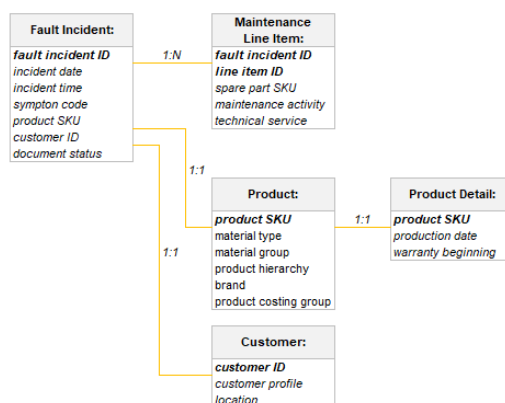 Fault Incident:
fault incident ID
incident date
incident time
sympton code
product SKU
customer ID
document status
1:N
Maintenance
Line Item:
fault incident ID
line item ID
spare part SKU
maintenance activity
technical service
1:1
Product:
product SKU
material type
material group
product hierarchy
brand
product costing group
1:1
Product Detail:
product SKU
production date
warranty beginning
1:1
Customer:
customer ID
customer profile
location